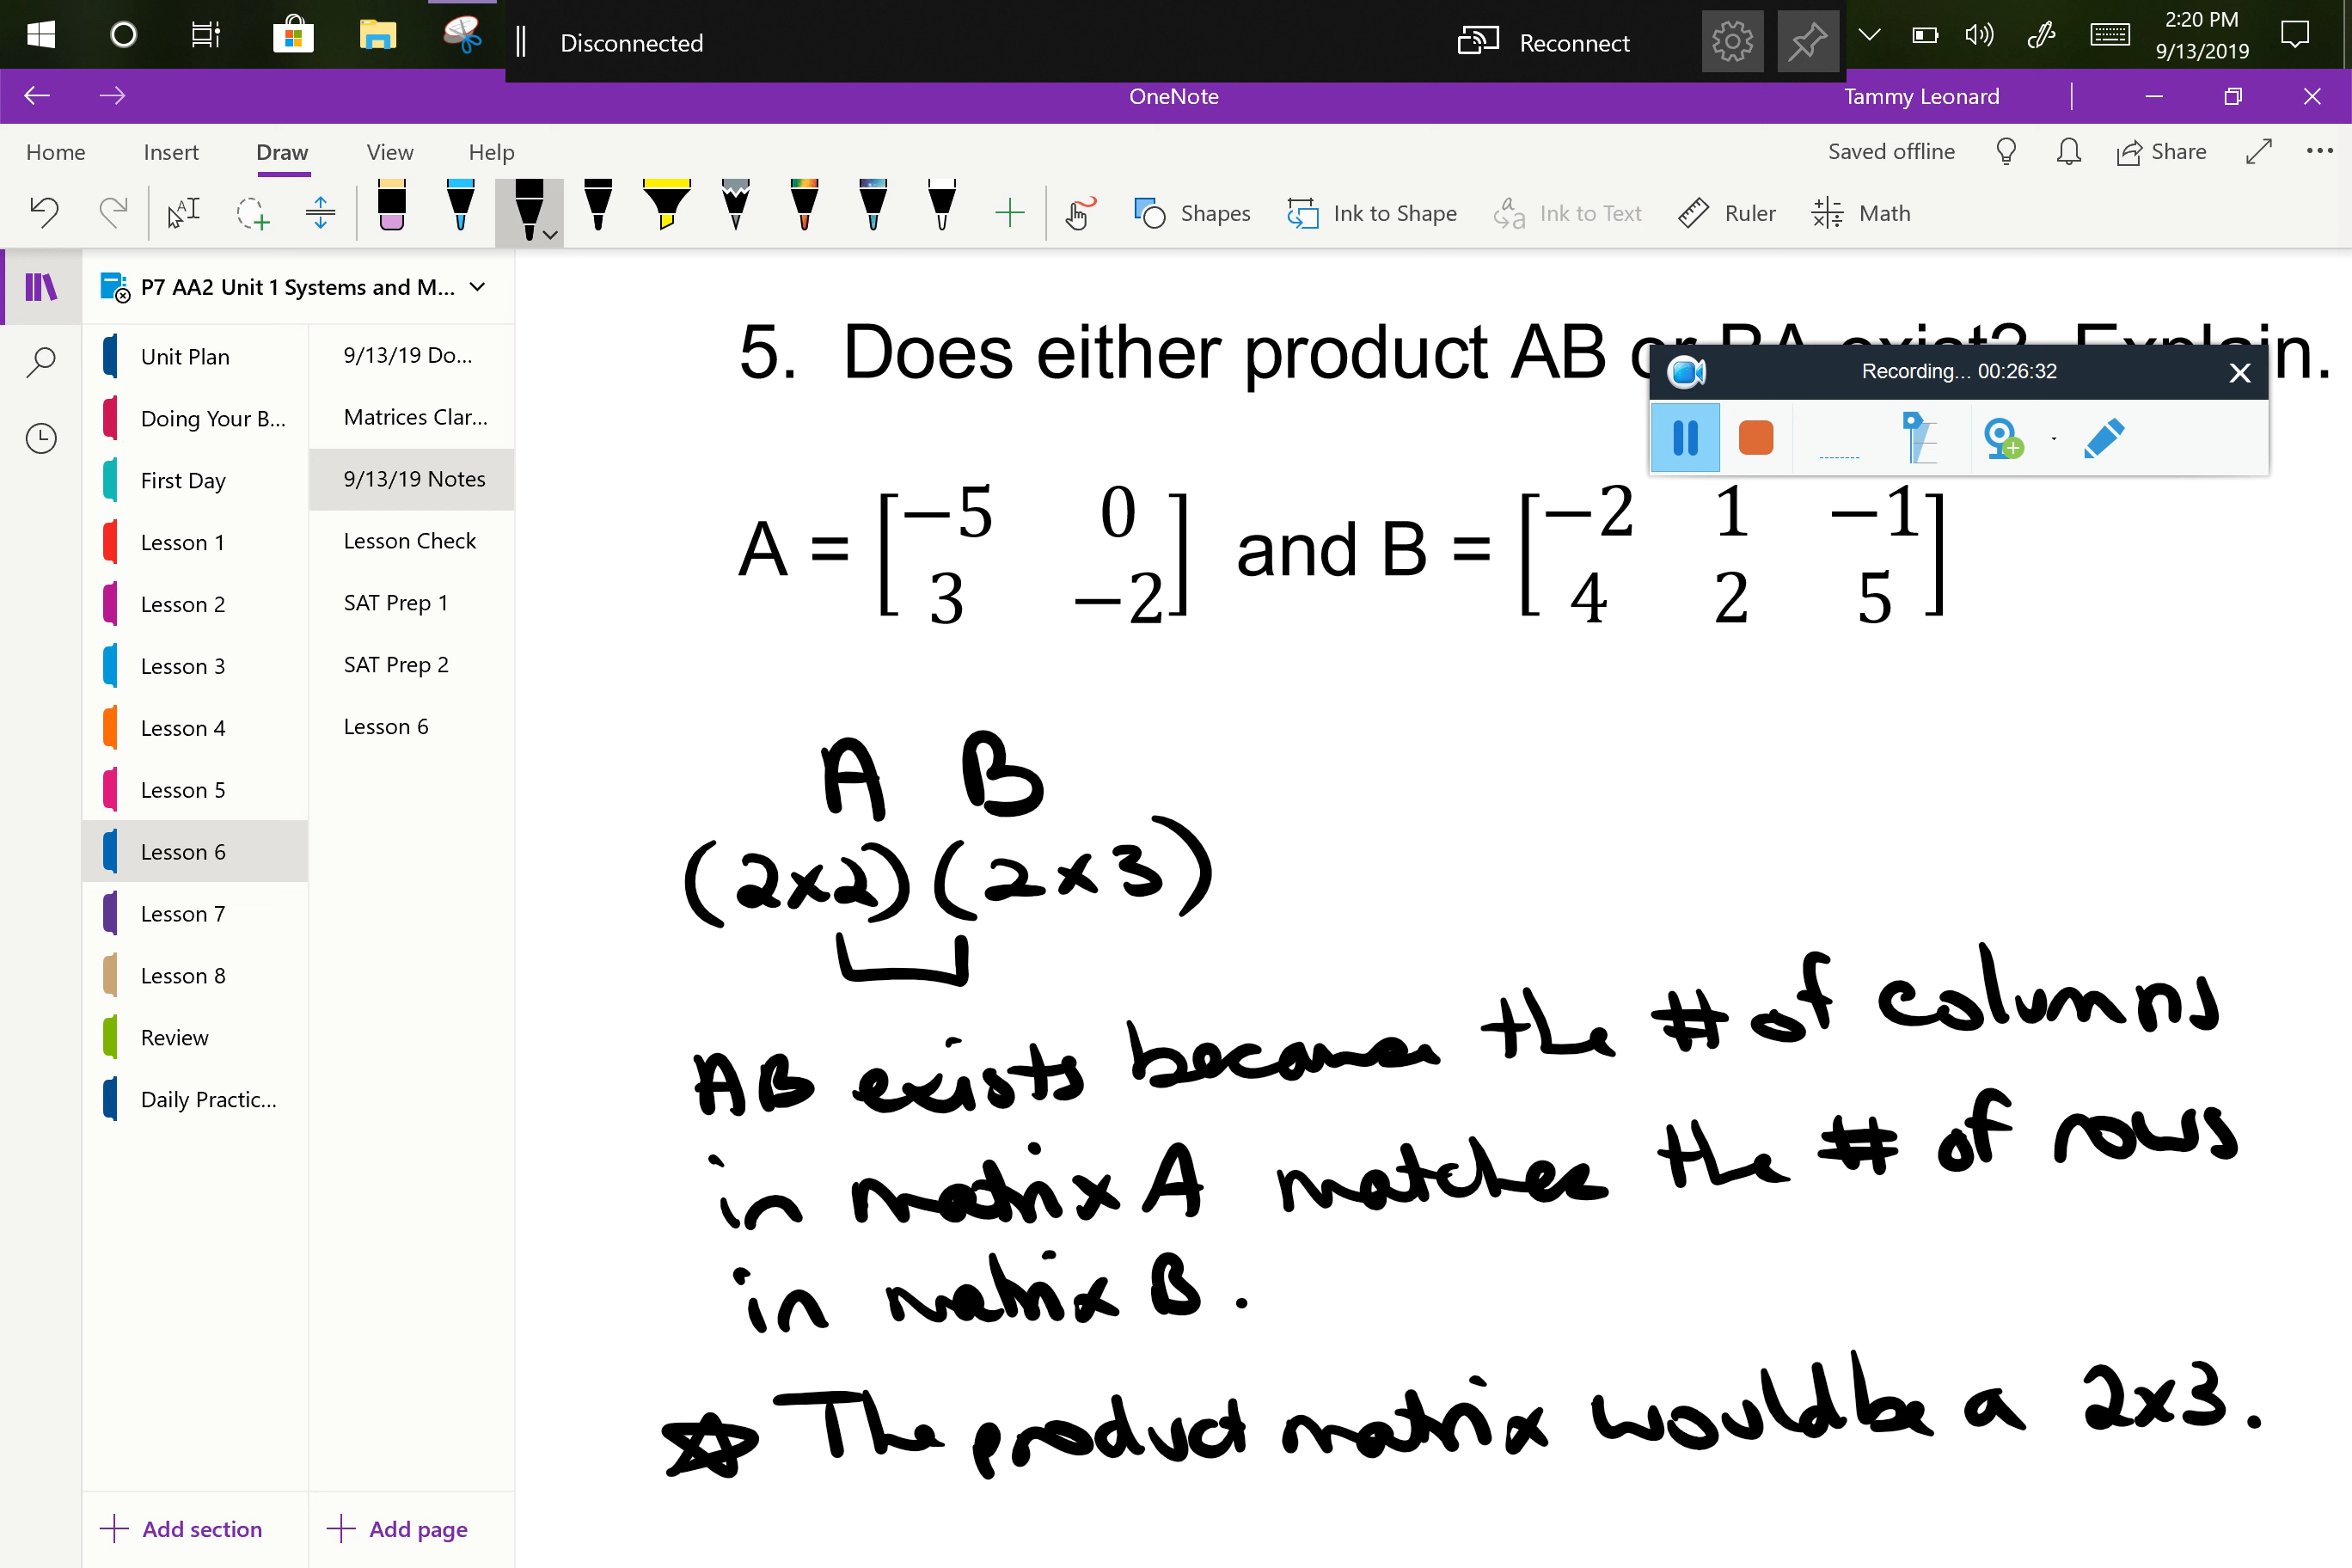 Disconnected
Reconnect
2:20 PM
9/13/2019
OneNote
Tammy Leonard
Home Insert Draw View Help
Saved offline
Share
Shapes
Ink to Shape
Ink to Text
Ruler
Math
P7 AA2 Unit 1 Systems and M...
Unit Plan
Doing Your B...
First Day
Lesson 1
Lesson 2
Lesson 3
Lesson 4
Lesson 5
Lesson 6
Lesson 7
Lesson 8
Review
Daily Practic...
Add section
9/13/19 Do...
Matrices Clar...
9/13/19 Notes
Lesson Check
SAT Prep 1
SAT Prep 2
Lesson 6
Add page
5. Does either product AB or BA exist? Explain.
Recording... 00:26:32
A = [−5 0 and B = [−2 1 −1]
3 −2] 4 2 5
A B
(2x2)(2x3)
AB exists because the # of columns
in matrix A matches the # of rows
in matrix B.
☆ The product matrix would be a 2x3.